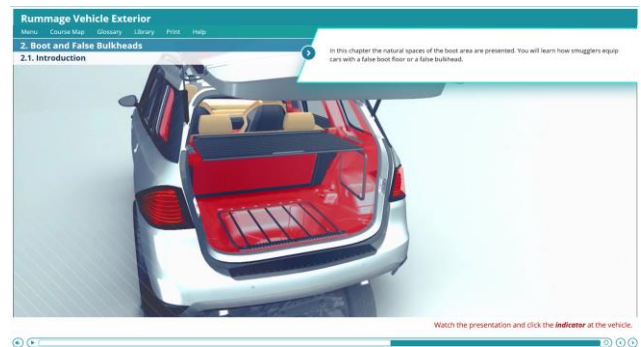 Rummage Vehicle Exterior
Menu Course Map Glossary Library Print Help
2. Boot and False Bulkheads
2.1. Introduction
In this chapter the natural spaces of the boot area are presented. You will learn how smugglers equip
cars with a false boot floor or a false bulkhead.
Watch the presentation and click the indicator at the vehicle.